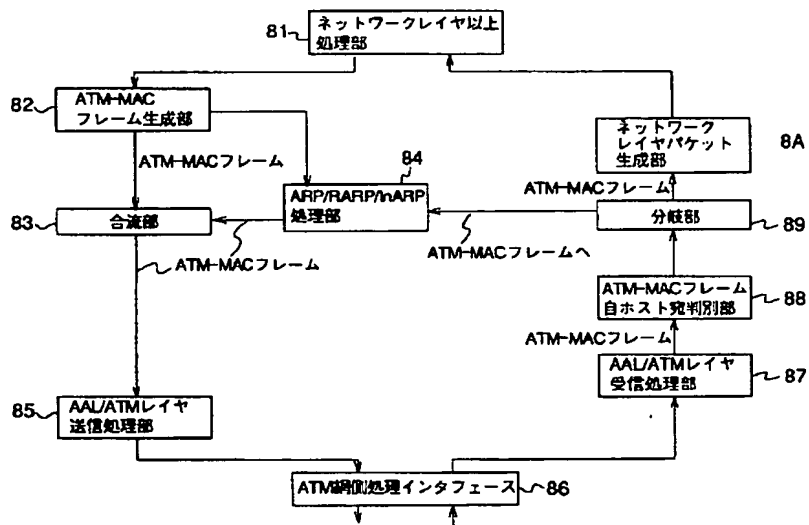 81
ネットワークレイヤ以上
処理部
82
ATM-MAC
フレーム生成部
ATM-MACフレーム
84
ARP/RARP/InARP
処理部
ネットワーク
レイヤパケット
生成部
8A
ATM-MACフレーム
83
合流部
分岐部
89
ATM-MACフレーム
ATM-MACフレームへ
ATM-MACフレーム
自ホスト宛判別部
88
ATM-MACフレーム
AAL/ATMレイヤ
受信処理部
87
85
AAL/ATMレイヤ
送信処理部
ATM網側処理インタフェース
86